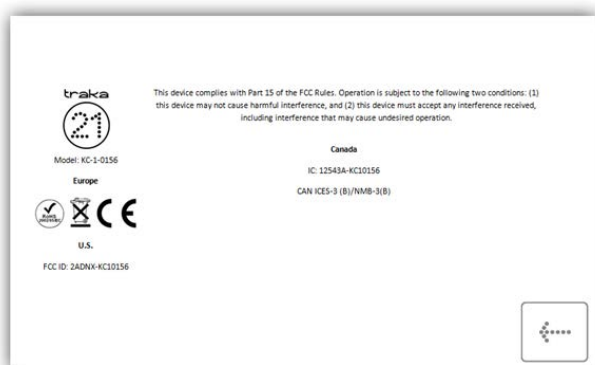 traka
21
Model: KC-1-0156
Europe
CE
U.S.
FCC ID: 2ADNX-KC10156
This device complies with Part 15 of the FCC Rules. Operation is subject to the following two conditions: (1)
this device may not cause harmful interference, and (2) this device must accept any interference received,
including interference that may cause undesired operation.
Canada
IC: 12543A-KC10156
CAN ICES-3 (B)/NMB-3(B)